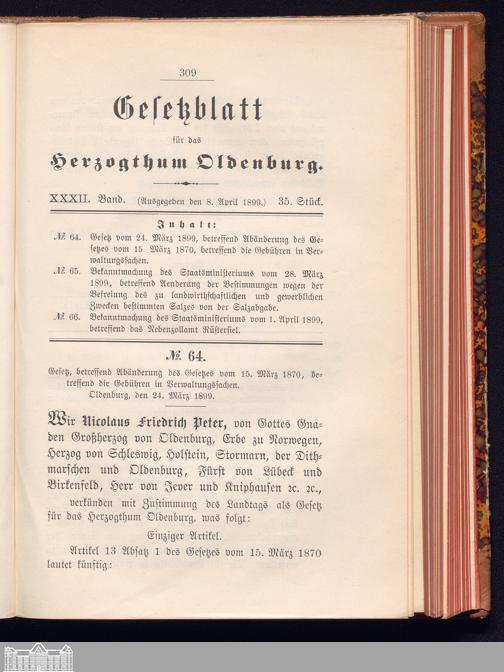 309
Gesetzblatt
für das
Herzogthum Oldenburg.
XXXII. Band. (Ausgegeben den 8. April 1899.) 35. Stück.
Inhalt:
№ 64. Gesetz vom 24. März 1899, betreffend Abänderung des Ge-
setzes vom 15. März 1870, betreffend die Gebühren in Ver-
waltungssachen.
№ 65. Bekanntmachung des Staatsministeriums vom 28. März
1899, betreffend Aenderung der Bestimmungen wegen der
Befreiung des zu landwirthschaftlichen und gewerblichen
Zwecken bestimmten Salzes von der Salzabgabe.
№ 66. Bekanntmachung des Staatsministeriums vom 1. April 1899,
betreffend das Nebenzollamt Rüstersiel.
№ 64.
Gesetz, betreffend Abänderung des Gesetzes vom 15. März 1870, be-
treffend die Gebühren in Verwaltungssachen.
Oldenburg, den 24. März 1899.
Wir Nicolaus Friedrich Peter, von Gottes Gna-
den Großherzog von Oldenburg, Erbe zu Norwegen,
Herzog von Schleswig, Holstein, Stormarn, der Dith-
marschen und Oldenburg, Fürst von Lübeck und
Birkenfeld, Herr von Jever und Kniphausen ꝛc. ꝛc.,
verkünden mit Zustimmung des Landtags als Gesetz
für das Herzogthum Oldenburg, was folgt:
Einziger Artikel.
Artikel 13 Absatz 1 des Gesetzes vom 15. März 1870
lautet künftig: